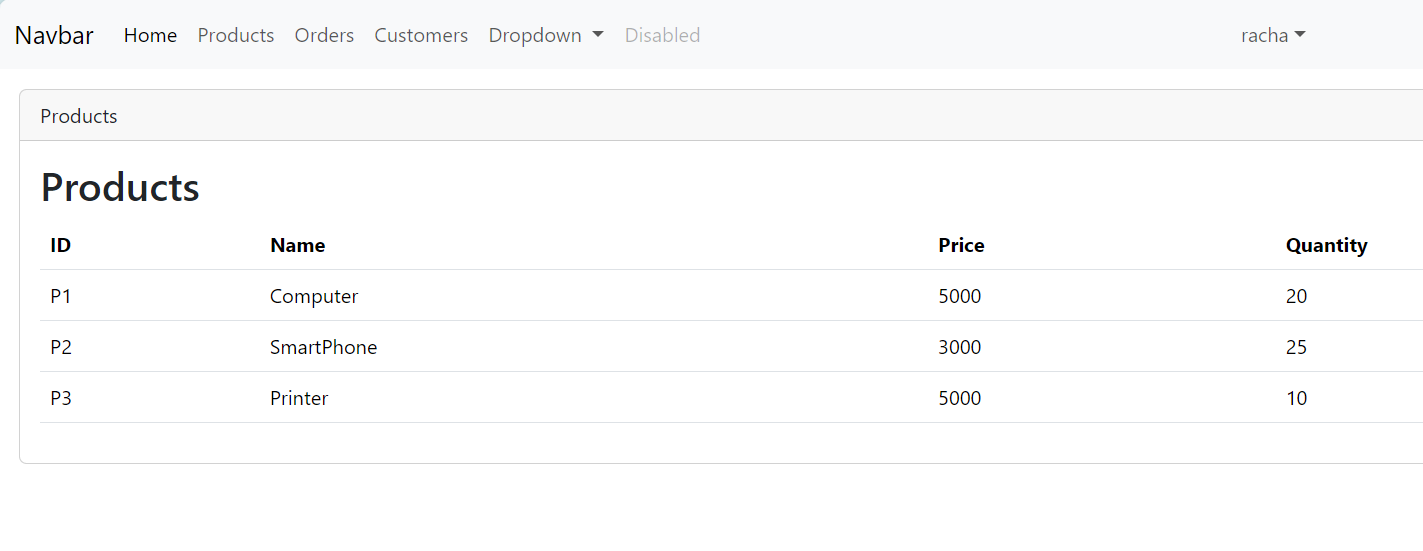 Navbar Home Products Orders Customers Dropdown Disabled racha
Products
Products
ID Name Price Quantity
P1 Computer 5000 20
P2 SmartPhone 3000 25
P3 Printer 5000 10